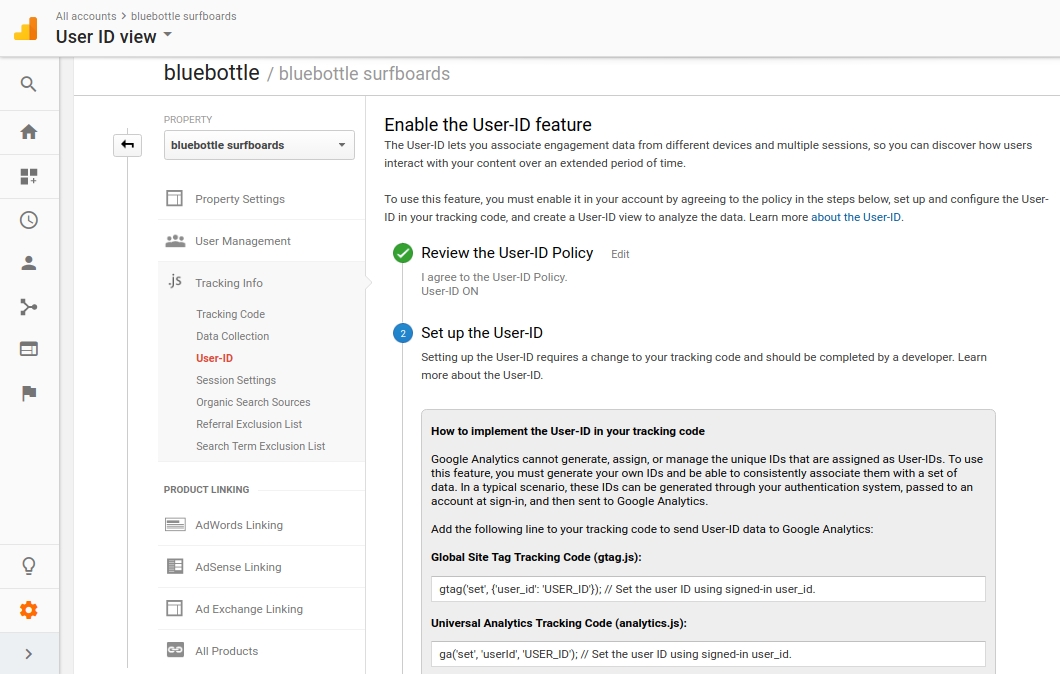 All accounts > bluebottle surfboards
User ID view
bluebottle / bluebottle surfboards
PROPERTY
bluebottle surfboards
Property Settings
User Management
.js Tracking Info
Tracking Code
Data Collection
User-ID
Session Settings
Organic Search Sources
Referral Exclusion List
Search Term Exclusion List
PRODUCT LINKING
AdWords Linking
AdSense Linking
Ad Exchange Linking
All Products
Enable the User-ID feature
The User-ID lets you associate engagement data from different devices and multiple sessions, so you can discover how users
interact with your content over an extended period of time.
To use this feature, you must enable it in your account by agreeing to the policy in the steps below, set up and configure the User-
ID in your tracking code, and create a User-ID view to analyze the data. Learn more about the User-ID.
Review the User-ID Policy Edit
I agree to the User-ID Policy.
User-ID ON
2 Set up the User-ID
Setting up the User-ID requires a change to your tracking code and should be completed by a developer. Learn
more about the User-ID.
How to implement the User-ID in your tracking code
Google Analytics cannot generate, assign, or manage the unique IDs that are assigned as User-IDs. To use
this feature, you must generate your own IDs and be able to consistently associate them with a set of
data. In a typical scenario, these IDs can be generated through your authentication system, passed to an
account at sign-in, and then sent to Google Analytics.
Add the following line to your tracking code to send User-ID data to Google Analytics:
Global Site Tag Tracking Code (gtag.js):
gtag('set', {'user_id': 'USER_ID'}); // Set the user ID using signed-in user_id.
Universal Analytics Tracking Code (analytics.js):
ga('set', 'userId', 'USER_ID'); // Set the user ID using signed-in user_id.